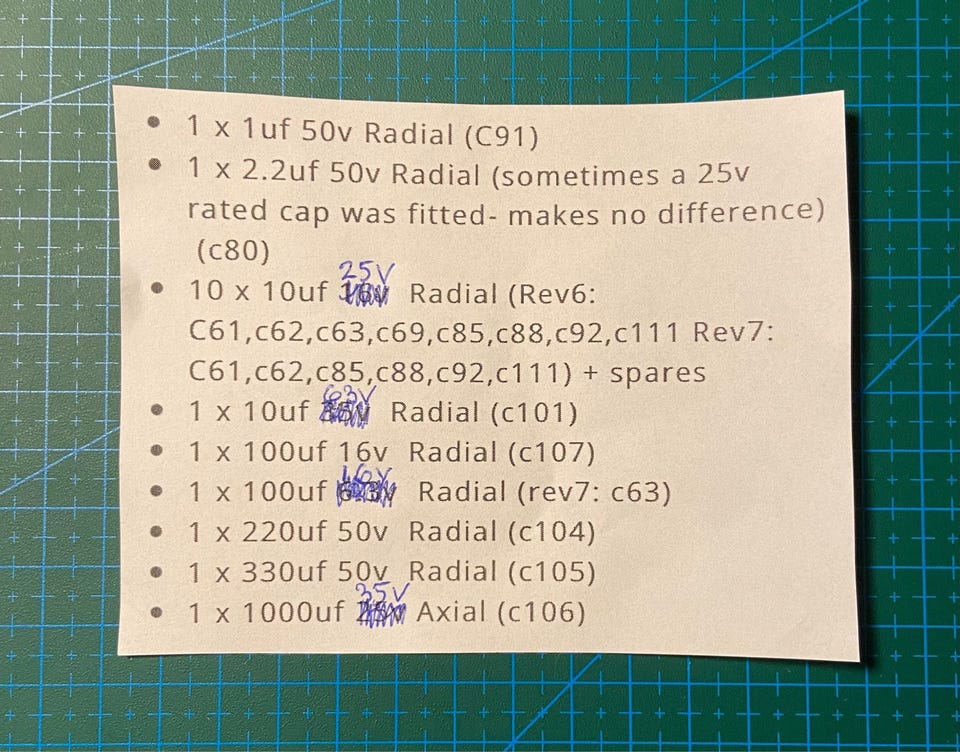 • 1 x 1uf 50v Radial (C91)
• 1 x 2.2uf 50v Radial (sometimes a 25v
rated cap was fitted- makes no difference)
(c80)
25V
• 10 x 10uf 16v Radial (Rev6:
C61,c62,c63,c69,c85,c88,c92,c111 Rev7:
C61,c62,c85,c88,c92,c111) + spares
63V
• 1 x 10uf Radial (c101)
• 1 x 100uf 16v Radial (c107)
16V
• 1 x 100uf 6.3v Radial (rev7: c63)
• 1 x 220uf 50v Radial (c104)
• 1 x 330uf 50v Radial (c105)
35V
• 1 x 1000uf 25v Axial (c106)